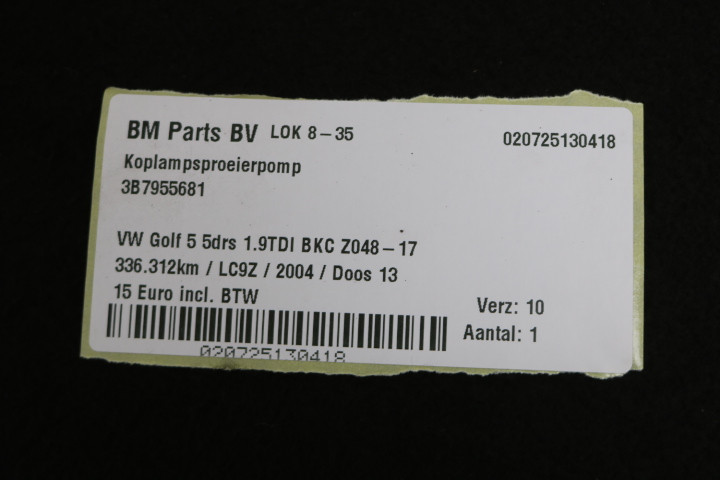 BM Parts BV LOK 8-35 020725130418
Koplampsproeierpomp
3B7955681
VW Golf 5 5drs 1.9TDI BKC Z048-17
336.312km / LC9Z / 2004 / Doos 13
15 Euro incl. BTW
Verz: 10
Aantal: 1
020725130418